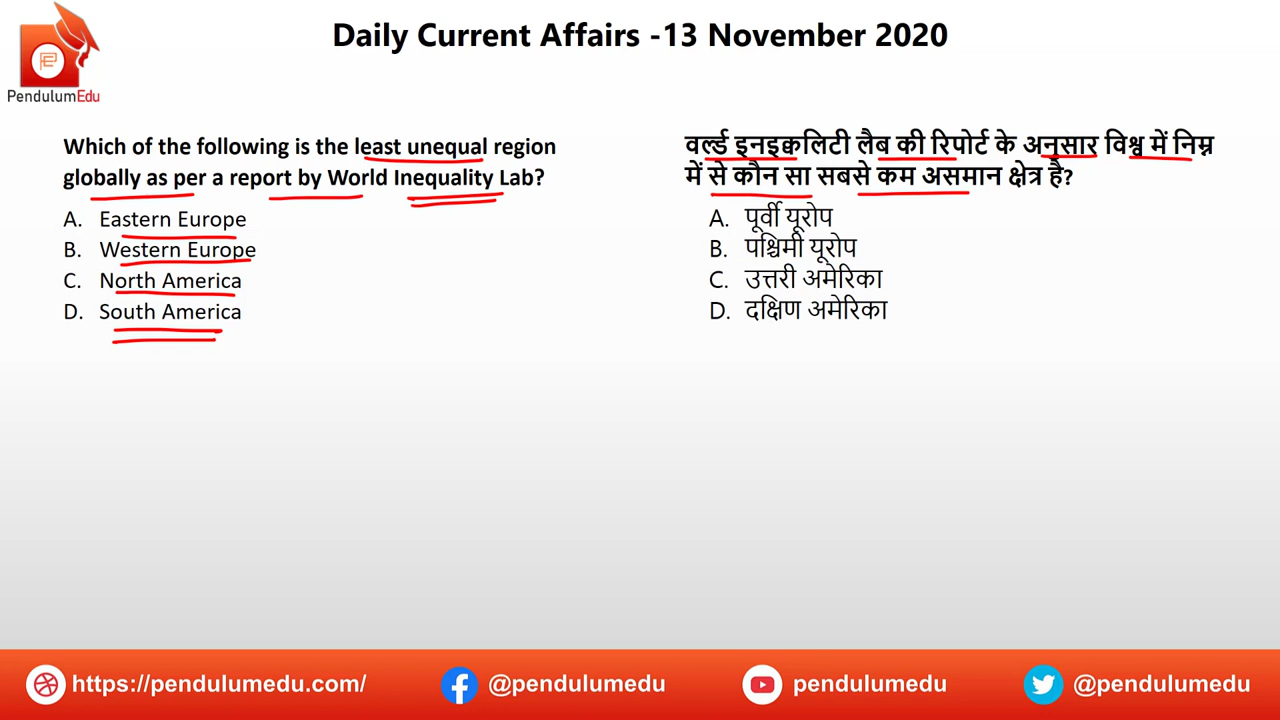 Daily Current Affairs -13 November 2020
PendulumEdu
Which of the following is the least unequal region
globally as per a report by World Inequality Lab?
A. Eastern Europe
B. Western Europe
C. North America
D. South America
वर्ल्ड इनइक्वलिटी लैब की रिपोर्ट के अनुसार विश्व में निम्न
में से कौन सा सबसे कम असमान क्षेत्र है?
A. पूर्वी यूरोप
B. पश्चिमी यूरोप
C. उत्तरी अमेरिका
D. दक्षिण अमेरिका
https://pendulumedu.com/
@pendulumedu
pendulumedu
@pendulumedu